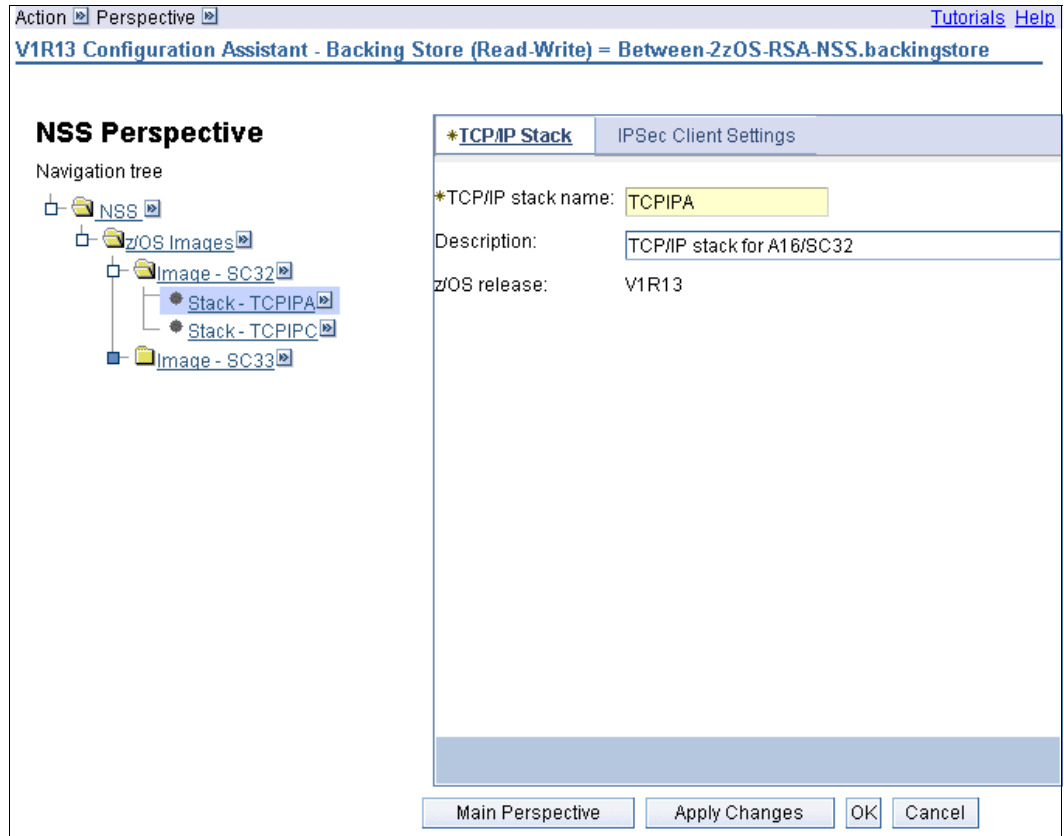 Action Perspective Tutorials Help
V1R13 Configuration Assistant - Backing Store (Read-Write) = Between-2zOS-RSA-NSS.backingstore
NSS Perspective
Navigation tree
NSS
z/OS Images
Image - SC32
Stack - TCPIPA
Stack - TCPIPC
Image - SC33
*TCP/IP Stack IPSec Client Settings
*TCP/IP stack name: TCPIPA
Description: TCP/IP stack for A16/SC32
z/OS release: V1R13
Main Perspective Apply Changes OK Cancel